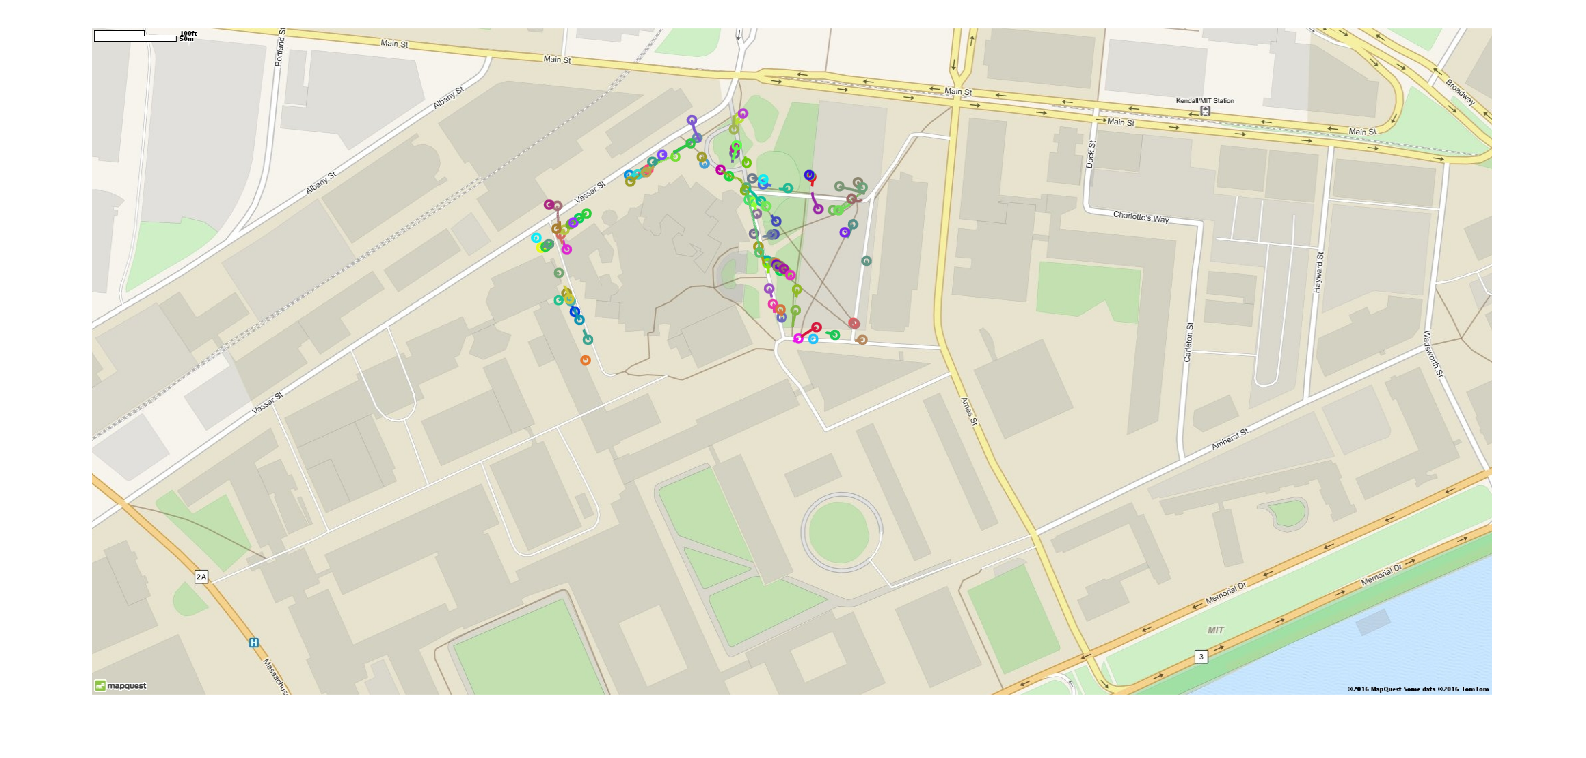 100ft
50m
Portland St
Main St
Main St
Albany St
Albany St
Vassar St
Vassar St
Main St
Kendall/MIT Station
Main St
Main St
Broadway
Dock St
Charlotte's Way
Hayward St
Carleton St
Wadsworth St
Ames St
Amherst St
Memorial Dr
Memorial Dr
MIT
3
2A
H
mapquest
©2016 MapQuest Some data ©2016 TomTom